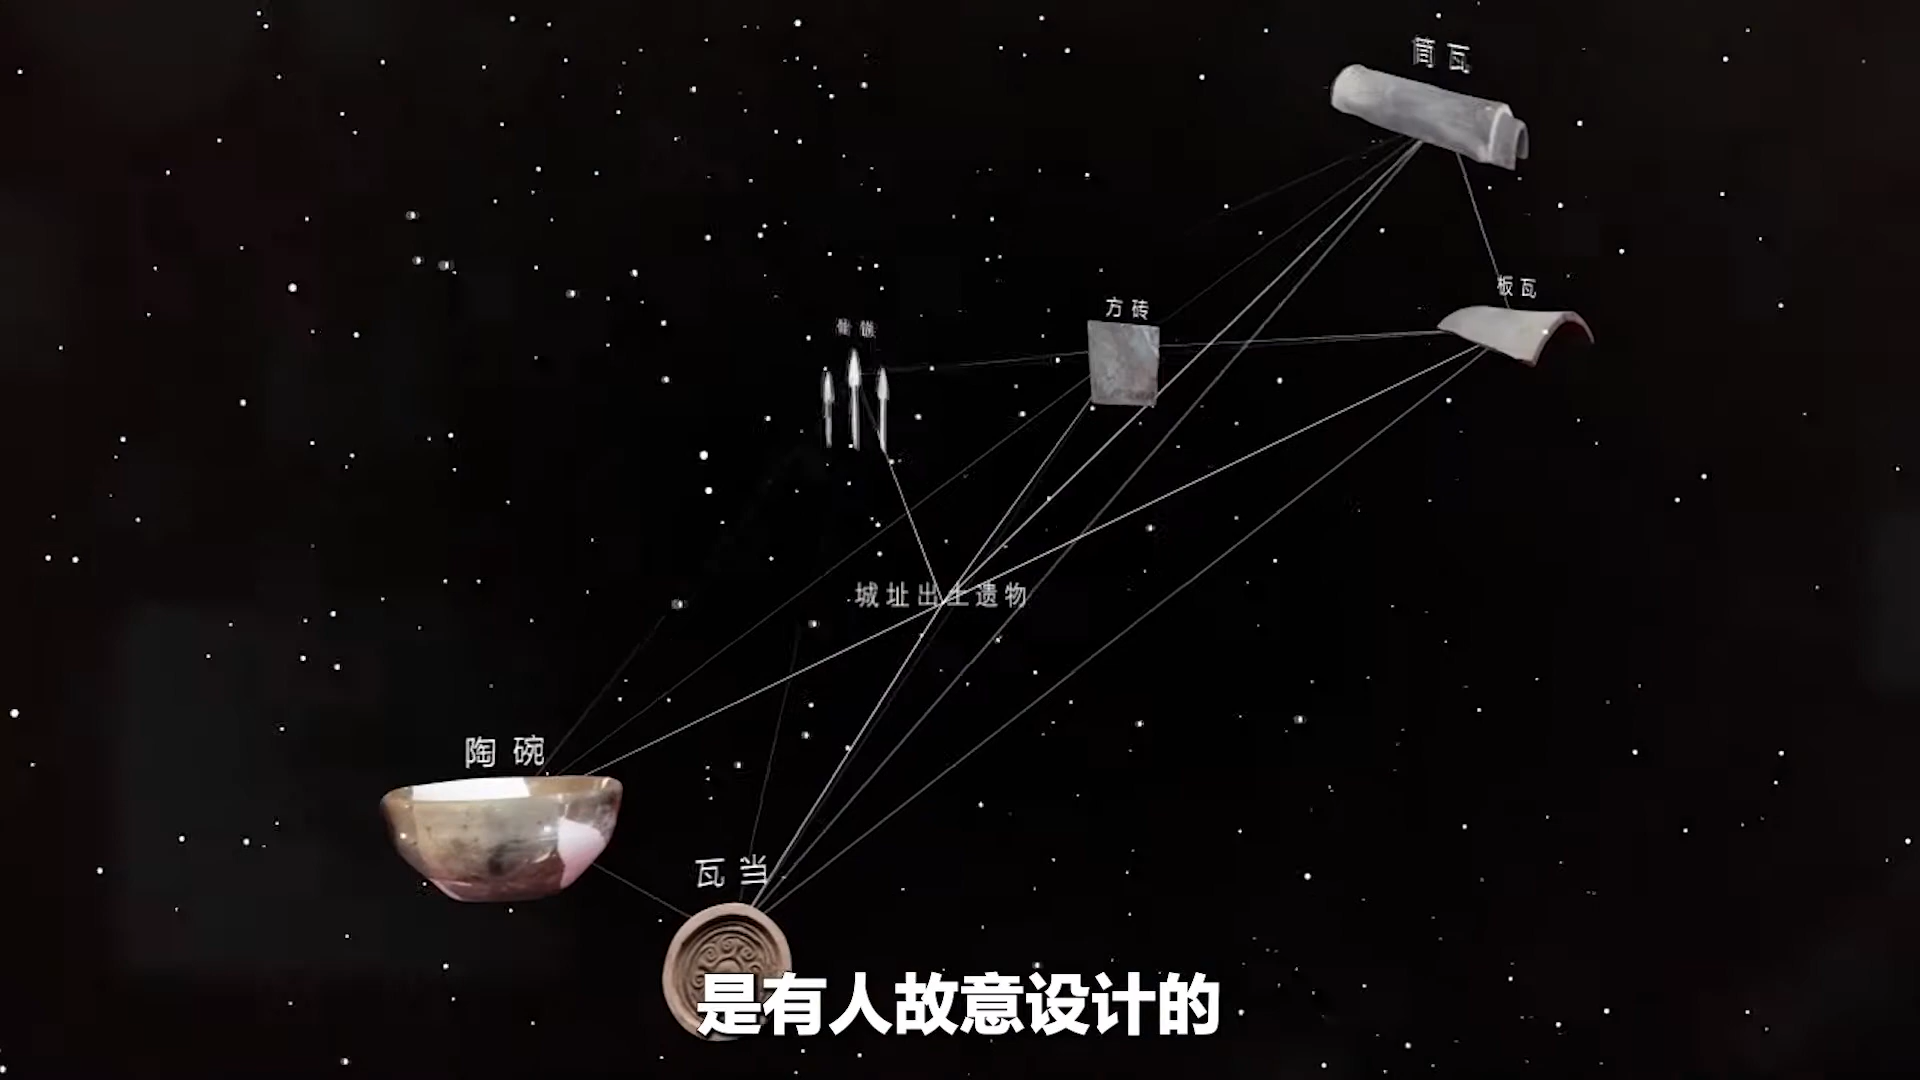 筒瓦
板瓦
方砖
城址出土遗物
陶碗
瓦当
是有人故意设计的